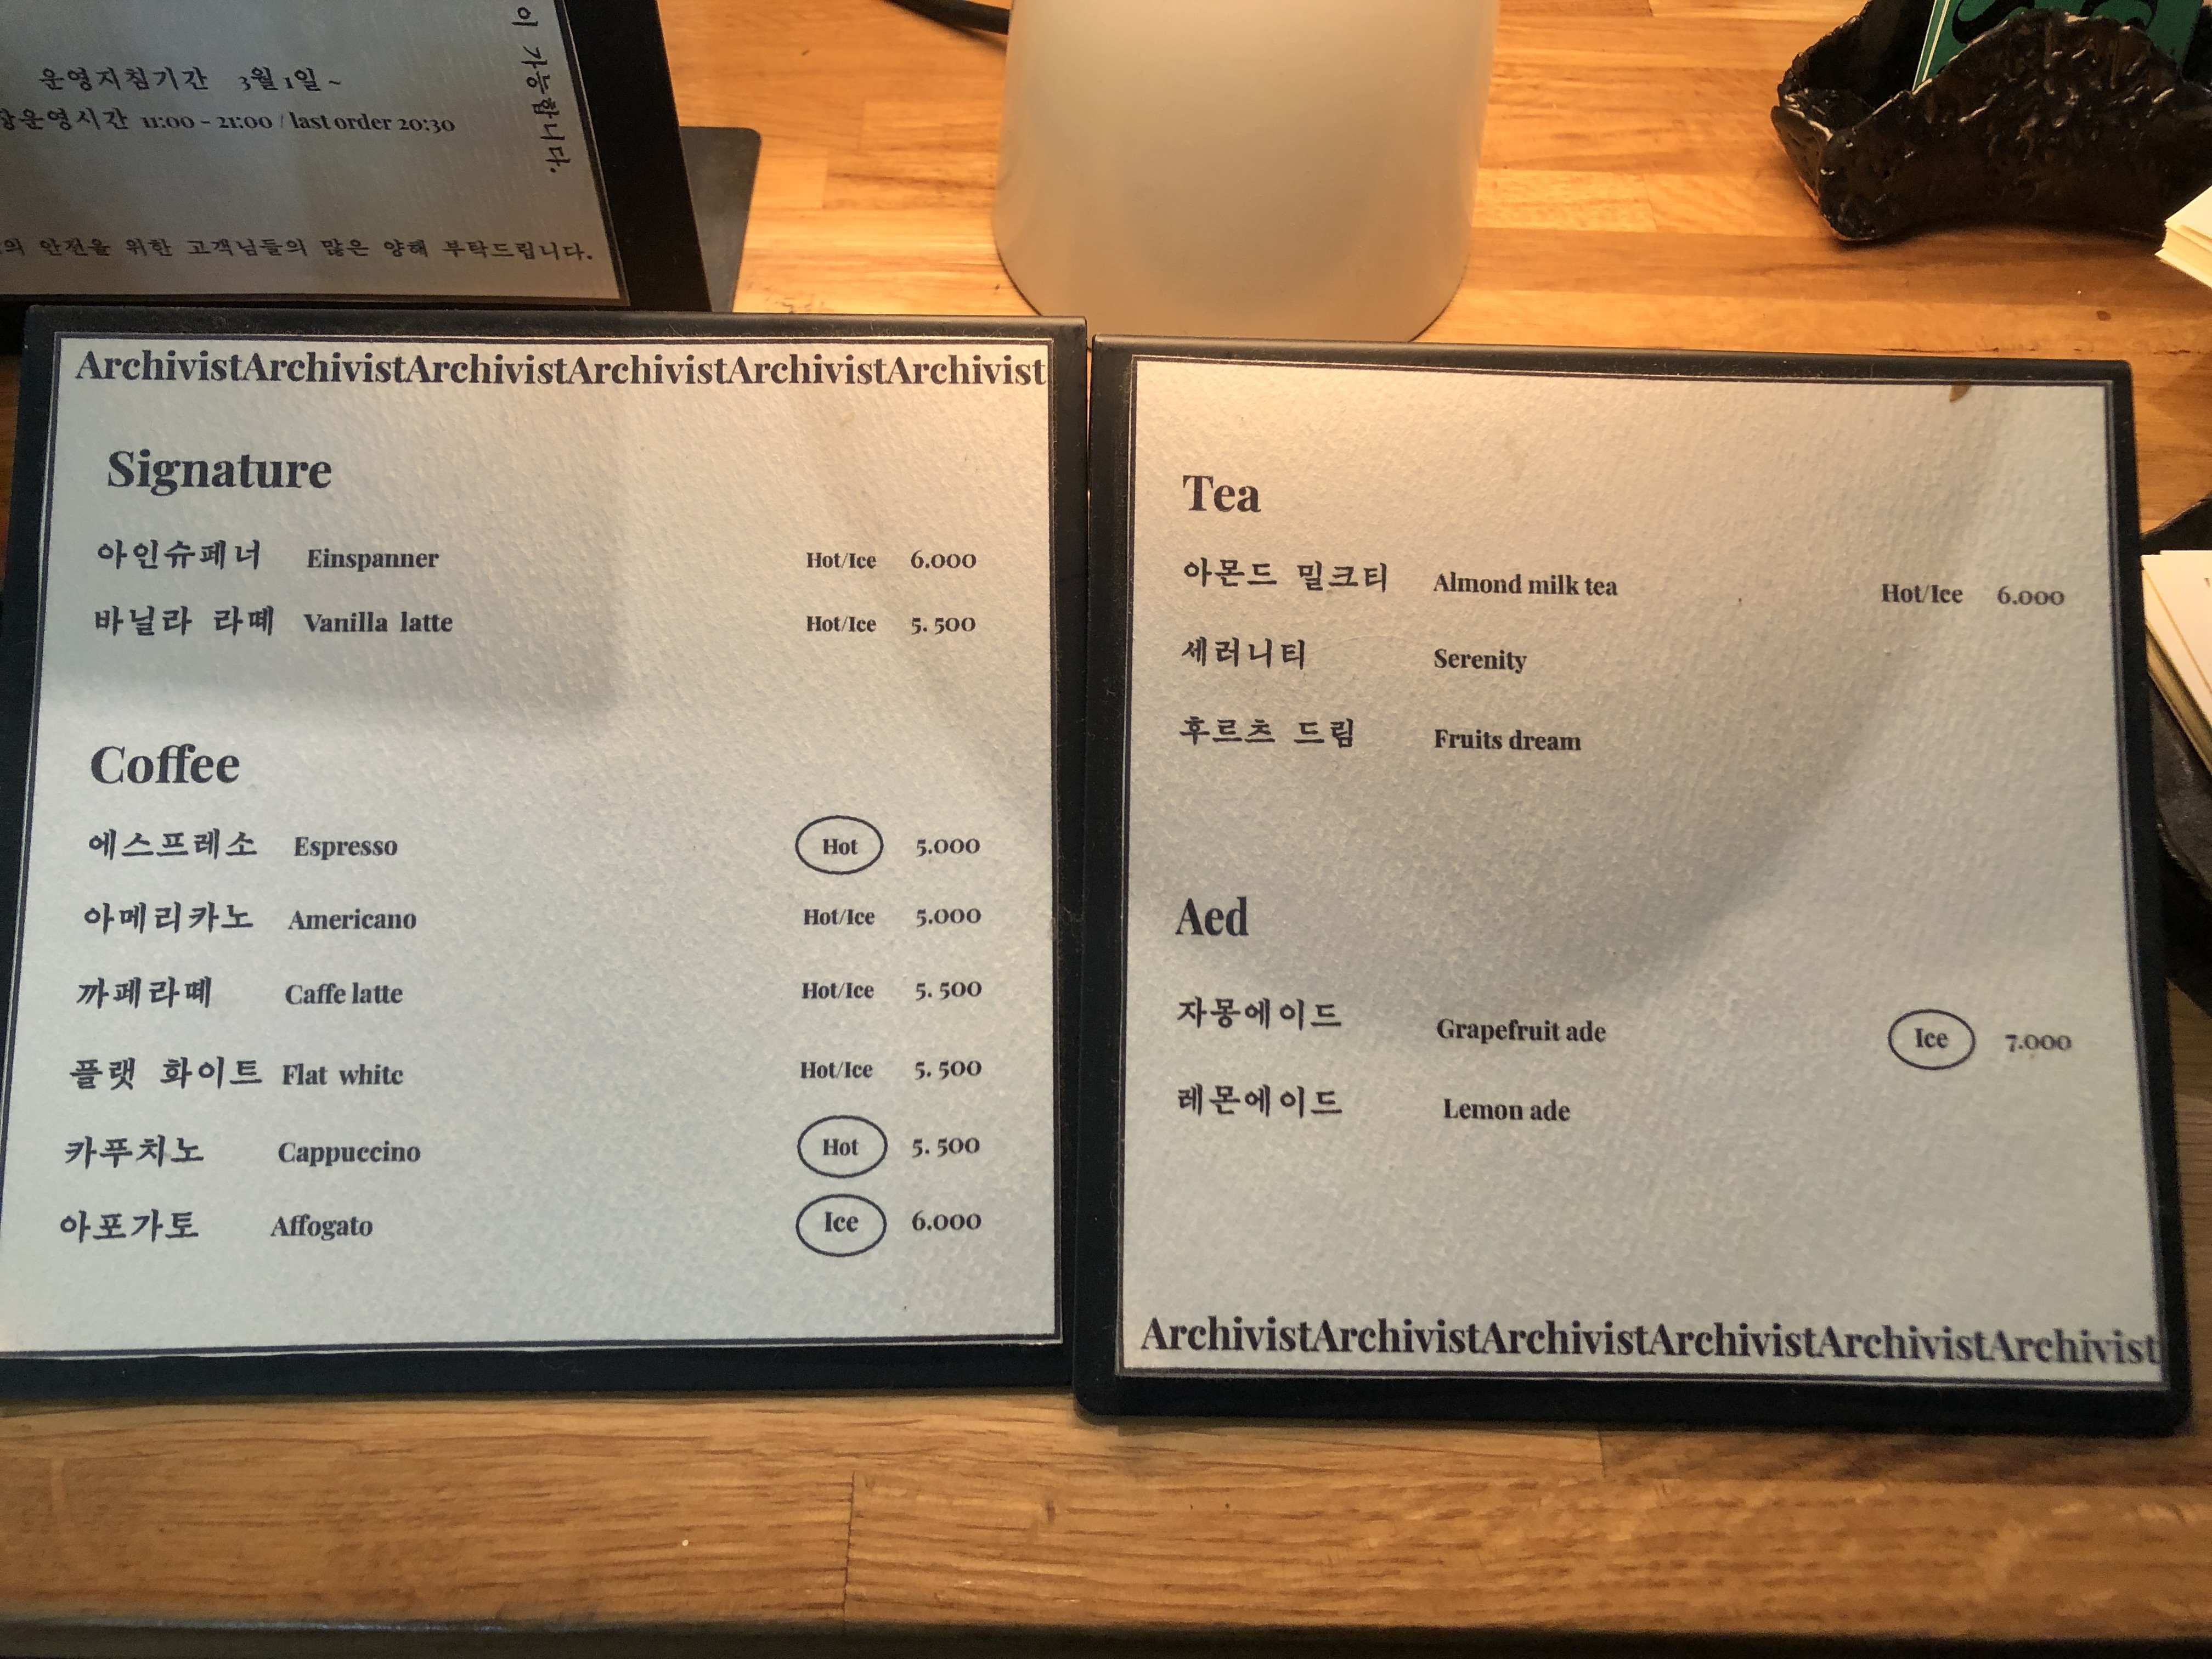 이 가능합니다.
운영지침기간 3월 1일 ~
장운영시간 11:00 - 21:00 / last order 20:30
의 안전을 위한 고객님들의 많은 양해 부탁드립니다.
ArchivistArchivistArchivistArchivistArchivistArchivist
Signature
아인슈페너 Einspanner Hot/Ice 6.000
바닐라 라떼 Vanilla latte Hot/Ice 5. 500
Coffee
에스프레소 Espresso Hot 5.000
아메리카노 Americano Hot/Ice 5.000
까페라떼 Caffe latte Hot/Ice 5. 500
플랫 화이트 Flat white Hot/Ice 5. 500
카푸치노 Cappuccino Hot 5. 500
아포가토 Affogato Ice 6.000
Tea
아몬드 밀크티 Almond milk tea Hot/Ice 6.000
세러니티 Serenity
후르츠 드림 Fruits dream
Aed
자몽에이드 Grapefruit ade Ice 7.000
레몬에이드 Lemon ade
ArchivistArchivistArchivistArchivistArchivistArchivist